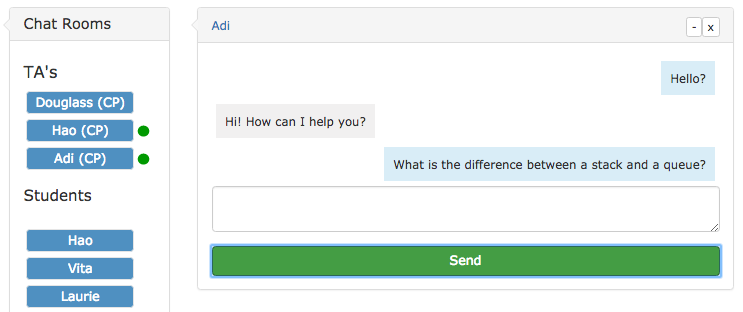 Chat Rooms
TA's
Douglass (CP)
Hao (CP)
Adi (CP)
Students
Hao
Vita
Laurie
Adi
- x
Hello?
Hi! How can I help you?
What is the difference between a stack and a queue?
Send